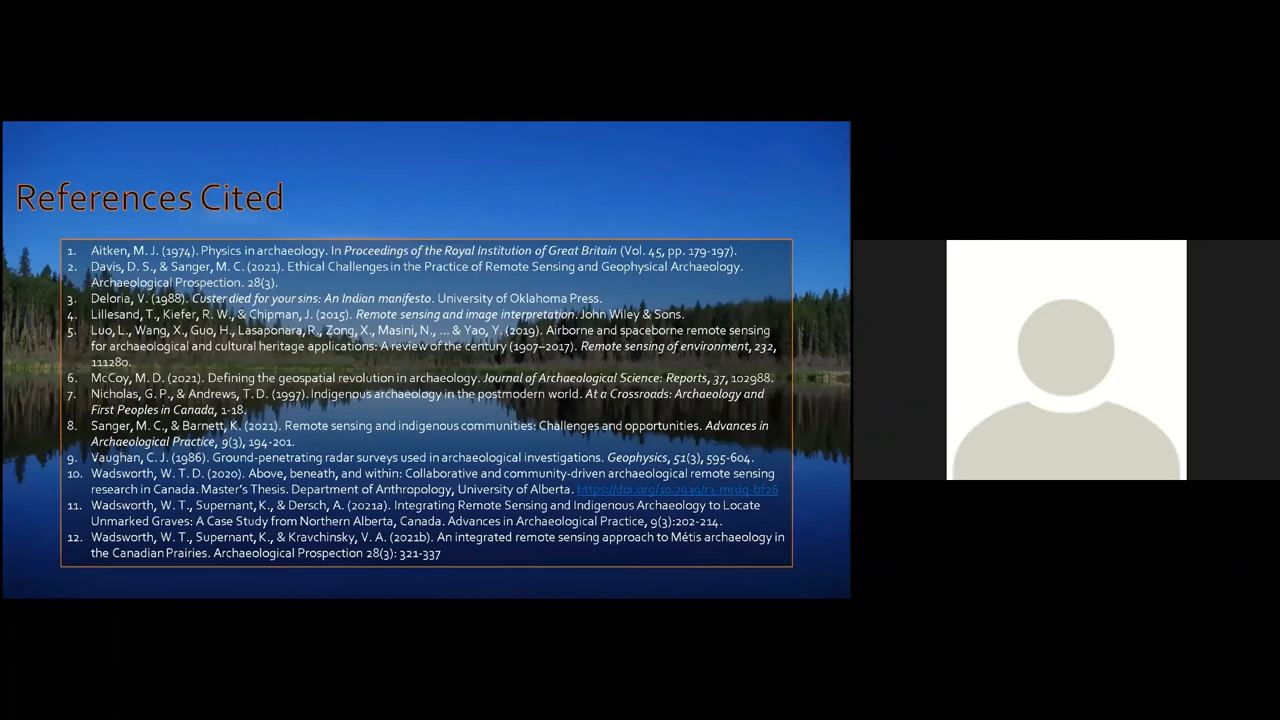 References Cited
1. Aitken, M. J. (1974). Physics in archaeology. In Proceedings of the Royal Institution of Great Britain (Vol. 45, pp. 179-197).
2. Davis, D. S., & Sanger, M. C. (2021). Ethical Challenges in the Practice of Remote Sensing and Geophysical Archaeology.
Archaeological Prospection. 28(3).
3. Deloria, V. (1988). Custer died for your sins: An Indian manifesto. University of Oklahoma Press.
4. Lillesand, T., Kiefer, R. W., & Chipman, J. (2015). Remote sensing and image interpretation. John Wiley & Sons.
5. Luo, L., Wang, X., Guo, H., Lasaponara, R., Zong, X., Masini, N., ... & Yao, Y. (2019). Airborne and spaceborne remote sensing
for archaeological and cultural heritage applications: A review of the century (1907–2017). Remote sensing of environment, 232,
111280.
6. McCoy, M. D. (2021). Defining the geospatial revolution in archaeology. Journal of Archaeological Science: Reports, 37, 102988.
7. Nicholas, G. P., & Andrews, T. D. (1997). Indigenous archaeology in the postmodern world. At a Crossroads: Archaeology and
First Peoples in Canada, 1-18.
8. Sanger, M. C., & Barnett, K. (2021). Remote sensing and indigenous communities: Challenges and opportunities. Advances in
Archaeological Practice, 9(3), 194-201.
9. Vaughan, C. J. (1986). Ground-penetrating radar surveys used in archaeological investigations. Geophysics, 51(3), 595-604.
10. Wadsworth, W. T. D. (2020). Above, beneath, and within: Collaborative and community-driven archaeological remote sensing
research in Canada. Master's Thesis. Department of Anthropology, University of Alberta. https://doi.org/10.7939/r3-mrdq-bf26
11. Wadsworth, W. T., Supernant, K., & Dersch, A. (2021a). Integrating Remote Sensing and Indigenous Archaeology to Locate
Unmarked Graves: A Case Study from Northern Alberta, Canada. Advances in Archaeological Practice, 9(3):202-214.
12. Wadsworth, W. T., Supernant, K., & Kravchinsky, V. A. (2021b). An integrated remote sensing approach to Métis archaeology in
the Canadian Prairies. Archaeological Prospection 28(3): 321-337